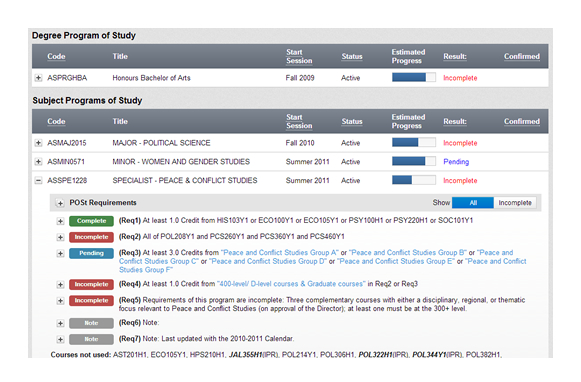 Degree Program of Study
Code Title Start Session Status Estimated Progress Result: Confirmed
ASPRGHBA Honours Bachelor of Arts Fall 2009 Active Incomplete
Subject Programs of Study
Code Title Start Session Status Estimated Progress Result: Confirmed
ASMAJ2015 MAJOR - POLITICAL SCIENCE Fall 2010 Active Incomplete
ASMIN0571 MINOR - WOMEN AND GENDER STUDIES Summer 2011 Active Pending
ASSPE1228 SPECIALIST - PEACE & CONFLICT STUDIES Summer 2011 Active Incomplete
POSt Requirements Show All Incomplete
Complete (Req1) At least 1.0 Credit from HIS103Y1 or ECO100Y1 or ECO105Y1 or PSY100H1 or PSY220H1 or SOC101Y1
Incomplete (Req2) All of POL208Y1 and PCS260Y1 and PCS360Y1 and PCS460Y1
Pending (Req3) At least 3.0 Credits from "Peace and Conflict Studies Group A" or "Peace and Conflict Studies Group B" or "Peace and
Conflict Studies Group C" or "Peace and Conflict Studies Group D" or "Peace and Conflict Studies Group E" or "Peace and Conflict
Studies Group F"
Incomplete (Req4) At least 1.0 Credit from "400-level/ D-level courses & Graduate courses" in Req2 or Req3
Incomplete (Req5) Requirements of this program are incomplete: Three complementary courses with either a disciplinary, regional, or thematic
focus relevant to Peace and Conflict Studies (on approval of the Director); at least one must be at the 300+ level.
Note (Req6) Note:
Note (Req7) Note: Last updated with the 2010-2011 Calendar.
Courses not used: AST201H1, ECO105Y1, HPS210H1, JAL355H1(IPR), POL214Y1, POL306H1, POL322H1(IPR), POL344Y1(IPR), POL382H1,